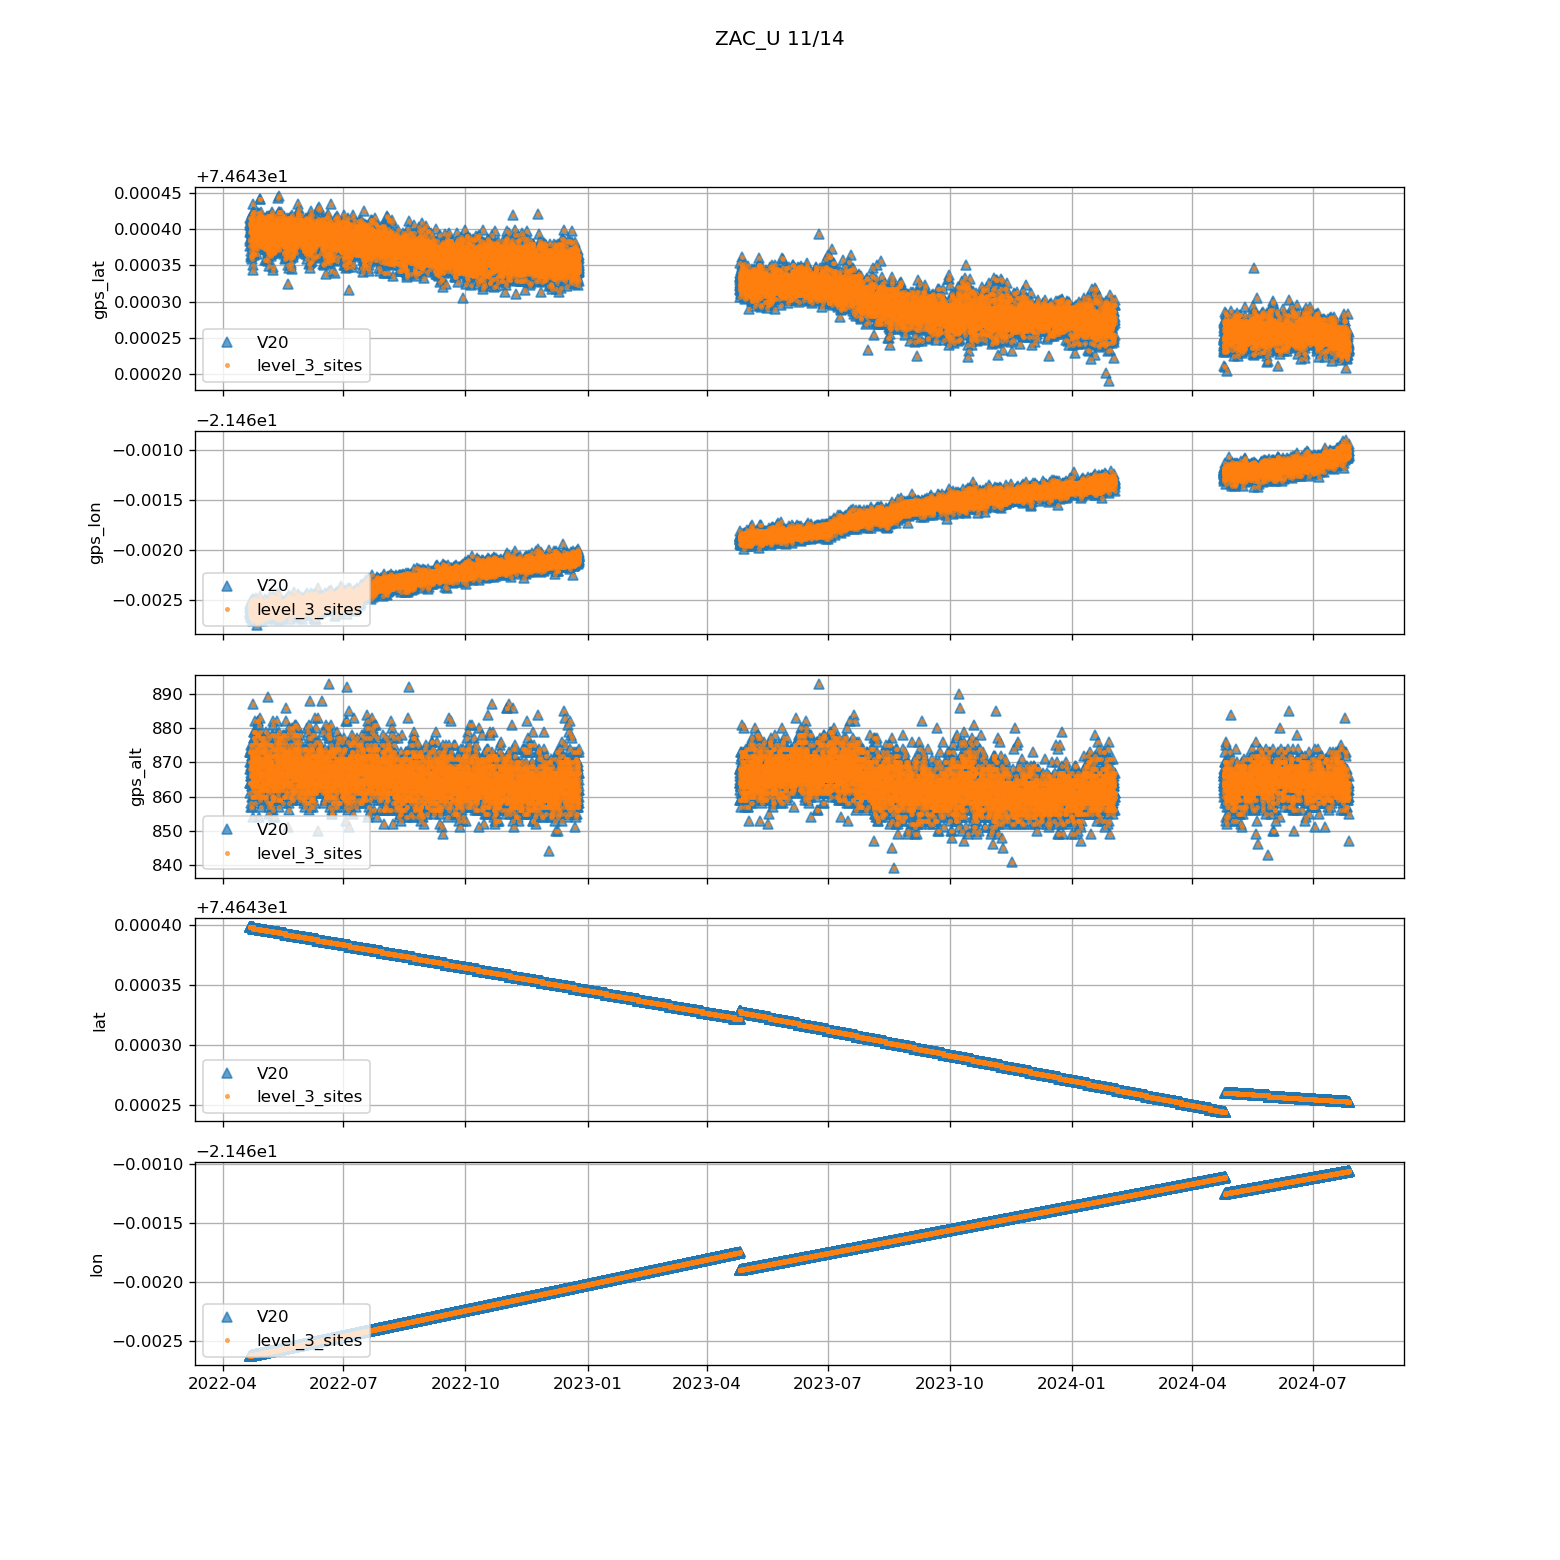 ZAC_U 11/14
+7.4643e1
0.00045
0.00040
0.00035
0.00030
0.00025
0.00020
gps_lat
V20
level_3_sites
−2.146e1
−0.0010
−0.0015
−0.0020
−0.0025
gps_lon
V20
level_3_sites
890
880
870
860
850
840
gps_alt
V20
level_3_sites
+7.4643e1
0.00040
0.00035
0.00030
0.00025
lat
V20
level_3_sites
−2.146e1
−0.0010
−0.0015
−0.0020
−0.0025
lon
V20
level_3_sites
2022-04 2022-07 2022-10 2023-01 2023-04 2023-07 2023-10 2024-01 2024-04 2024-07